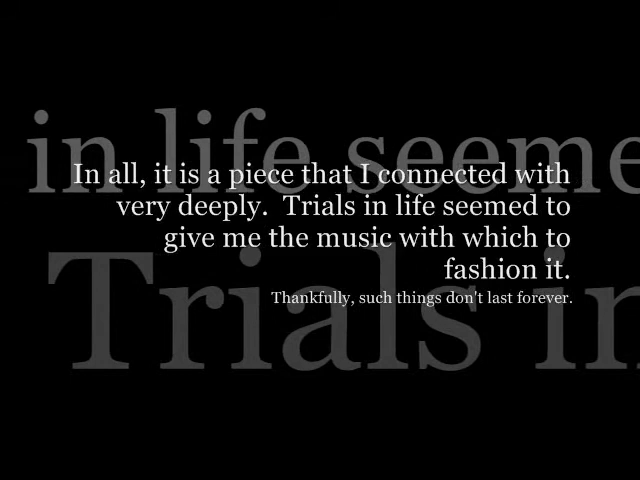 in life seeme
In all, it is a piece that I connected with
very deeply.  Trials in life seemed to
give me the music with which to
fashion it.
Thankfully, such things don't last forever.
Trials in